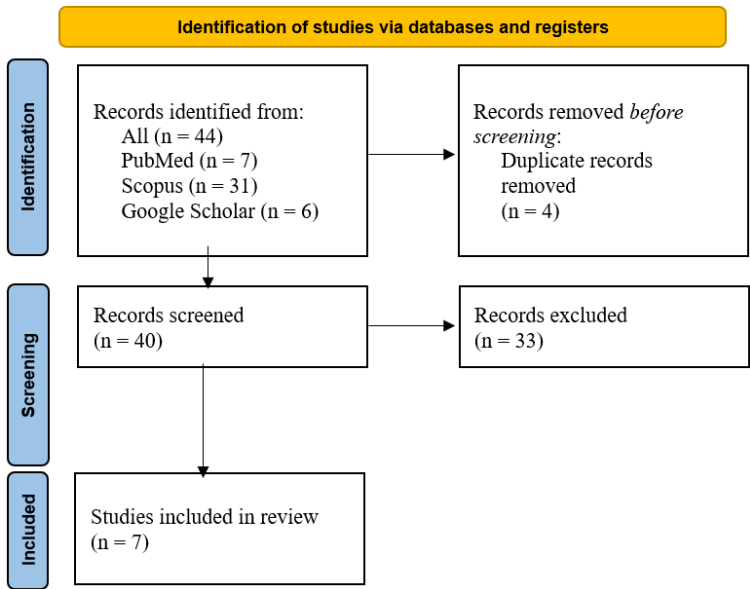 Identification of studies via databases and registers
Identification
Records identified from:
All (n = 44)
PubMed (n = 7)
Scopus (n = 31)
Google Scholar (n = 6)
Records removed before
screening:
Duplicate records
removed
(n = 4)
Screening
Records screened
(n = 40)
Records excluded
(n = 33)
Included
Studies included in review
(n = 7)